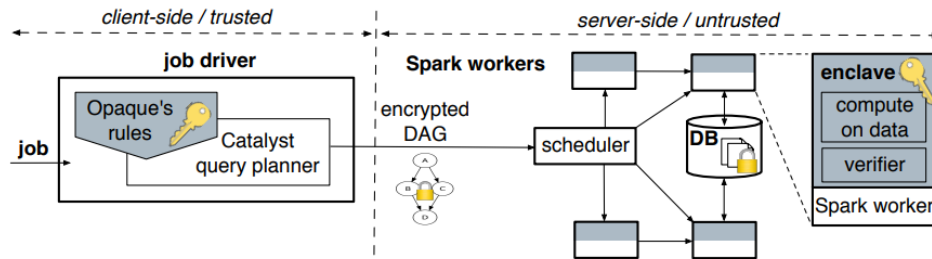 client-side / trusted
server-side / untrusted
job driver
Opaque's
rules
Catalyst
query planner
job
encrypted
DAG
A
B
C
D
Spark workers
scheduler
DB
enclave
compute
on data
verifier
Spark worker